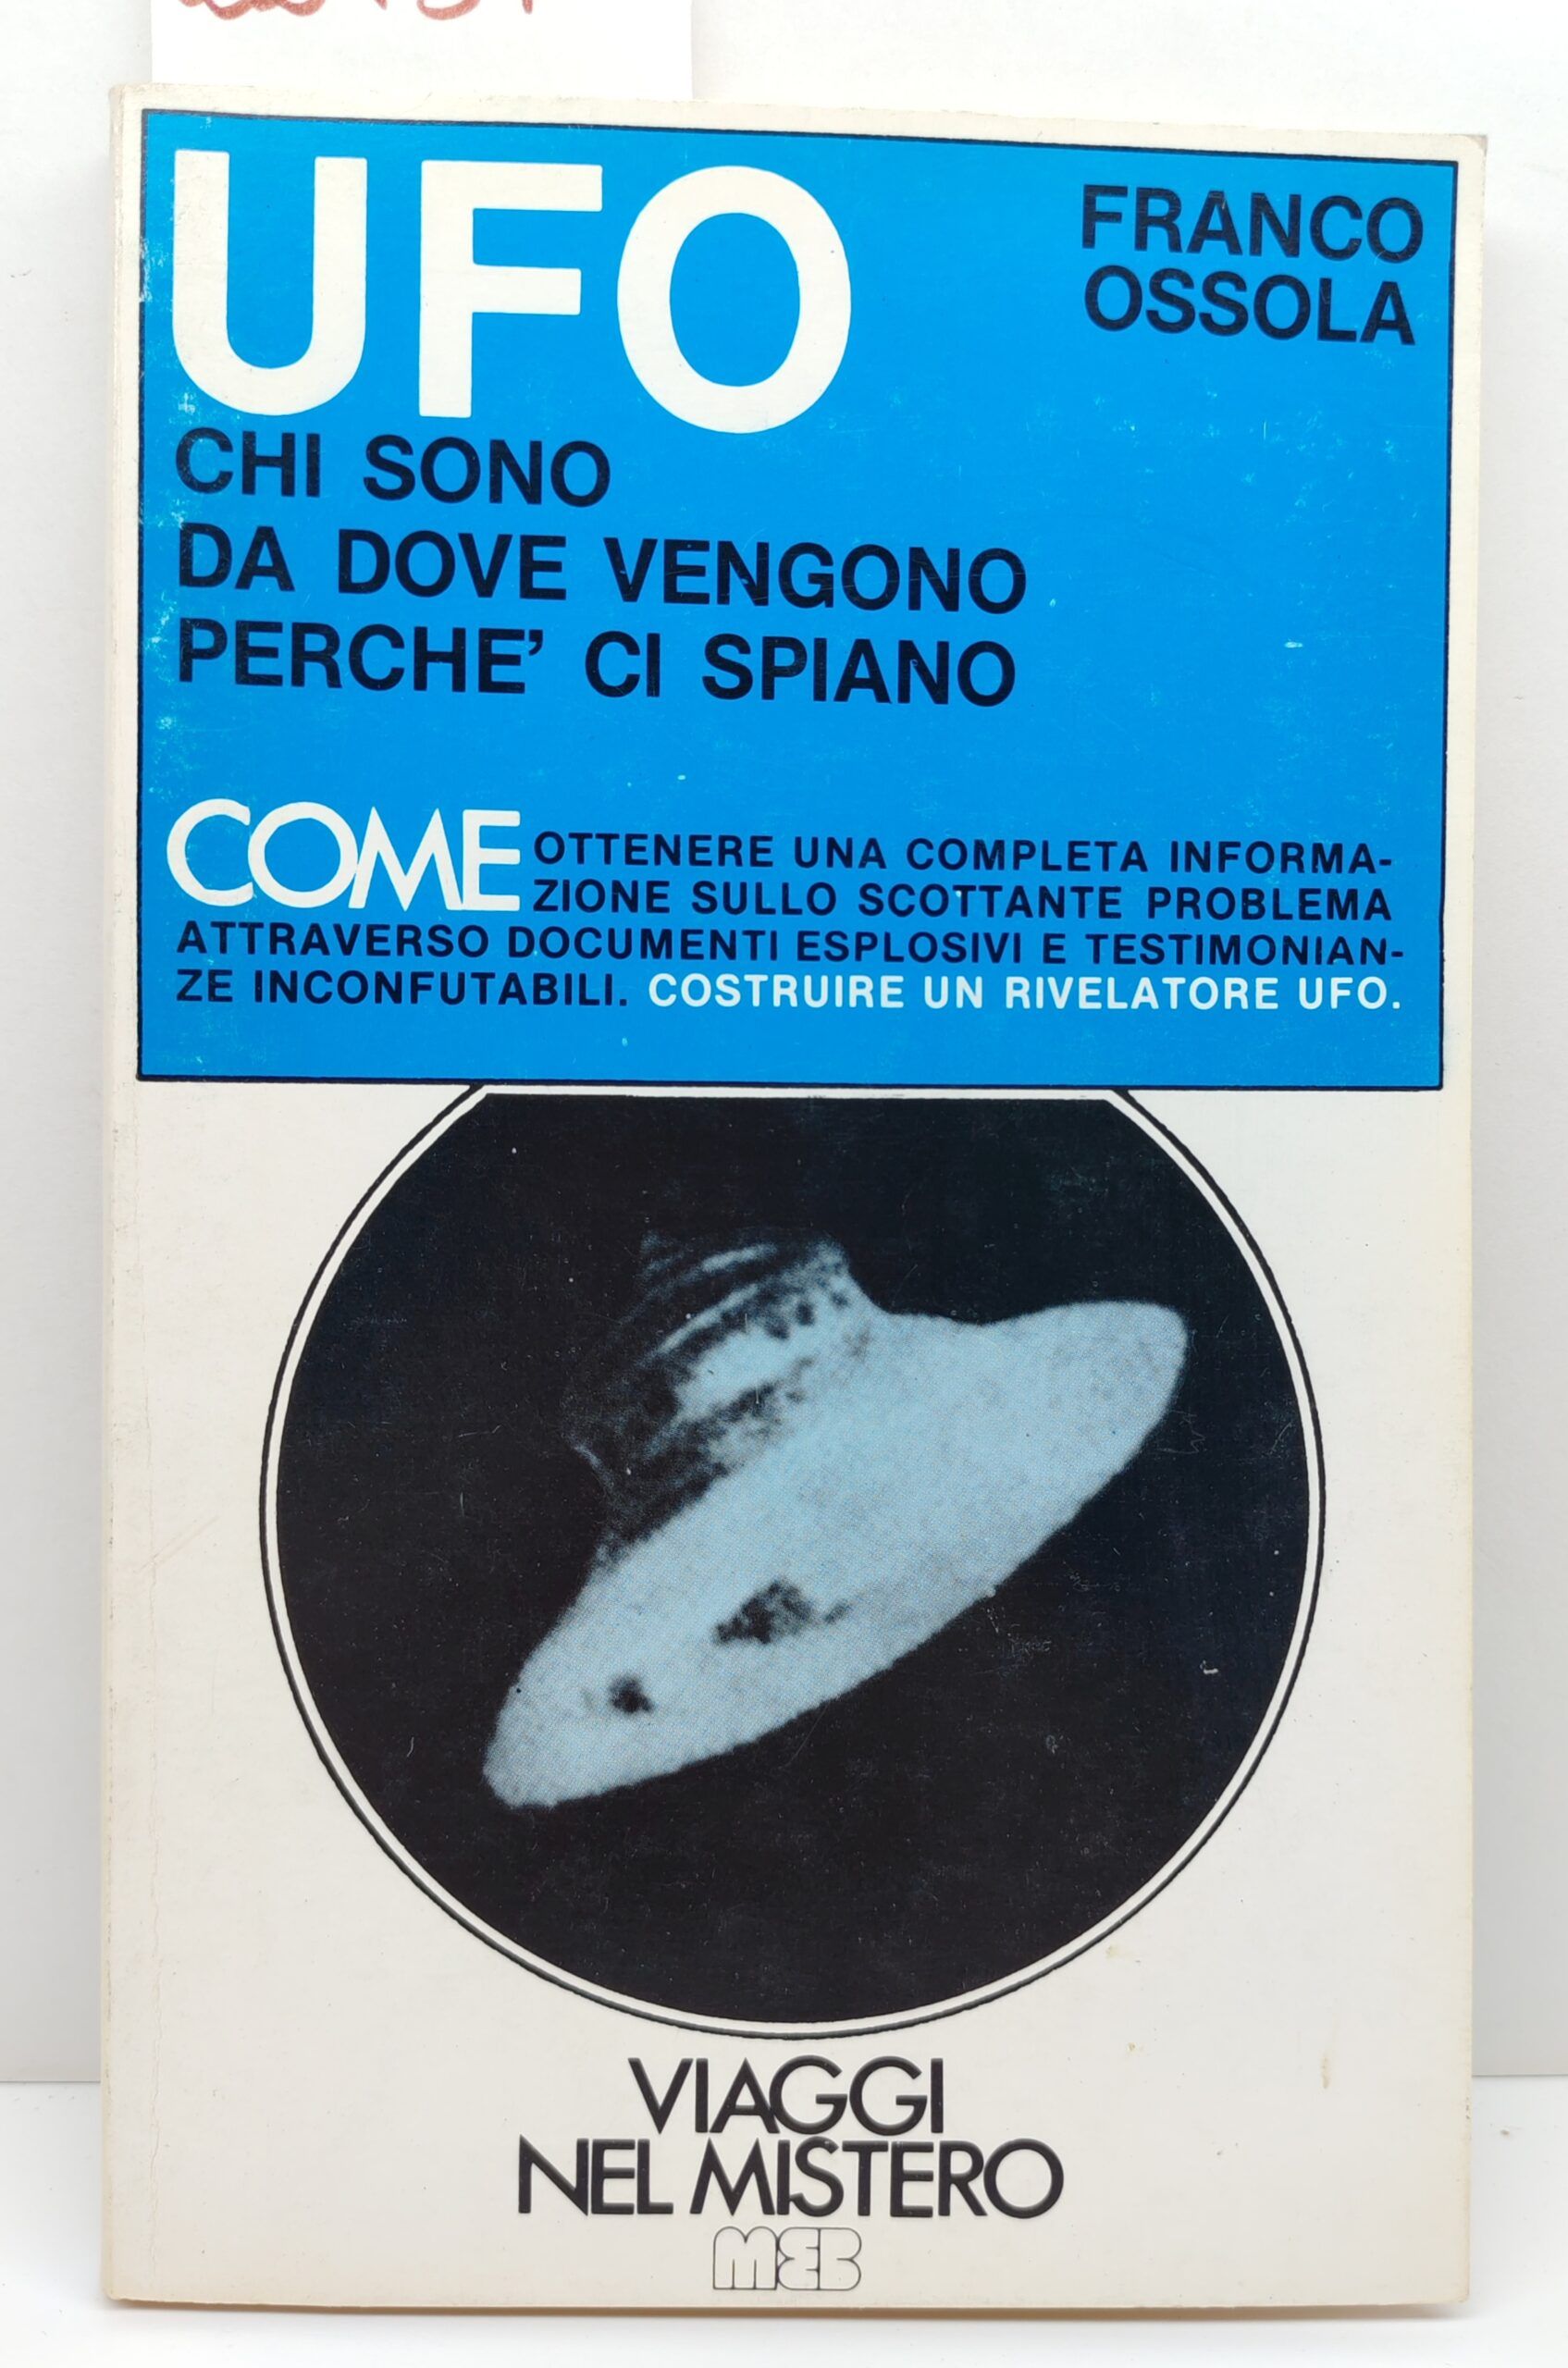 UFO
FRANCO
OSSOLA
CHI SONO
DA DOVE VENGONO
PERCHE' CI SPIANO
COME OTTENERE UNA COMPLETA INFORMA-
ZIONE SULLO SCOTTANTE PROBLEMA
ATTRAVERSO DOCUMENTI ESPLOSIVI E TESTIMONIAN-
ZE INCONFUTABILI. COSTRUIRE UN RIVELATORE UFO.
VIAGGI
NEL MISTERO
MEB